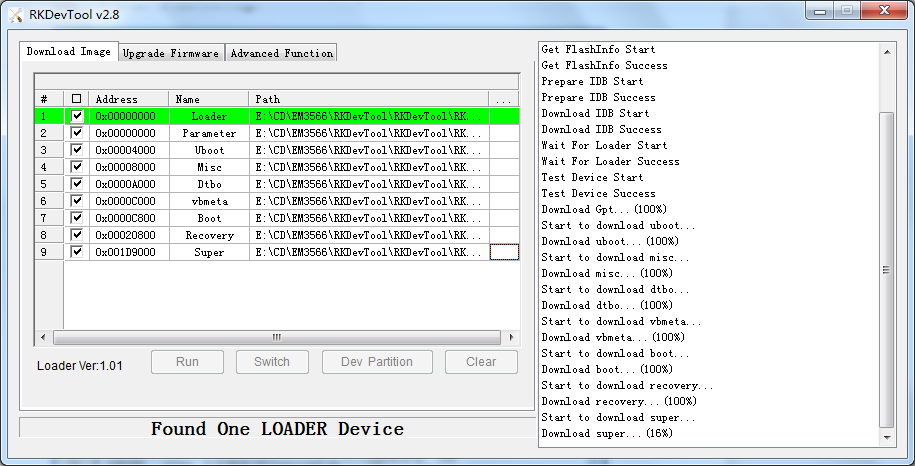 RKDevTool v2.8
Download Image Upgrade Firmware Advanced Function
# Address Name Path ...
1 0x00000000 Loader E:\CD\EM3566\RKDevTool\RKDevTool\RK...
2 0x00000000 Parameter E:\CD\EM3566\RKDevTool\RKDevTool\RK...
3 0x00004000 Uboot E:\CD\EM3566\RKDevTool\RKDevTool\RK...
4 0x00008000 Misc E:\CD\EM3566\RKDevTool\RKDevTool\RK...
5 0x0000A000 Dtbo E:\CD\EM3566\RKDevTool\RKDevTool\RK...
6 0x0000C000 vbmeta E:\CD\EM3566\RKDevTool\RKDevTool\RK...
7 0x0000C800 Boot E:\CD\EM3566\RKDevTool\RKDevTool\RK...
8 0x00020800 Recovery E:\CD\EM3566\RKDevTool\RKDevTool\RK...
9 0x001D9000 Super E:\CD\EM3566\RKDevTool\RKDevTool\RK...
Loader Ver:1.01 Run Switch Dev Partition Clear
Found One LOADER Device
Get FlashInfo Start
Get FlashInfo Success
Prepare IDB Start
Prepare IDB Success
Download IDB Start
Download IDB Success
Wait For Loader Start
Wait For Loader Success
Test Device Start
Test Device Success
Download Gpt...(100%)
Start to download uboot...
Download uboot...(100%)
Start to download misc...
Download misc...(100%)
Start to download dtbo...
Download dtbo...(100%)
Start to download vbmeta...
Download vbmeta...(100%)
Start to download boot...
Download boot...(100%)
Start to download recovery...
Download recovery...(100%)
Start to download super...
Download super...(16%)